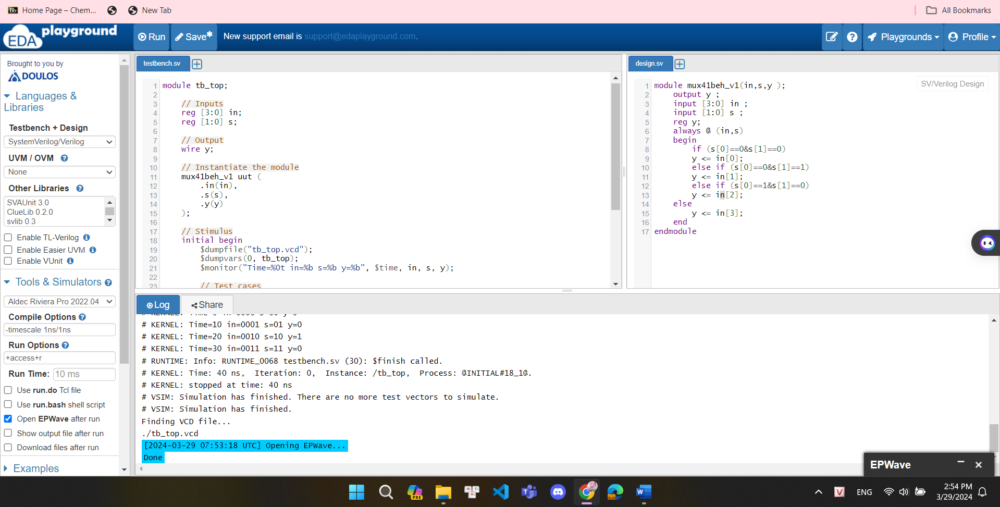 Home Page – Chem...
New Tab
All Bookmarks
EDA playground
Run
Save*
New support email is support@edaplayground.com.
Playgrounds
Profile
Brought to you by
DOULOS
Languages &
Libraries
Testbench + Design
SystemVerilog/Verilog
UVM / OVM
None
Other Libraries
SVAUnit 3.0
ClueLib 0.2.0
svlib 0.3
Enable TL-Verilog
Enable Easier UVM
Enable VUnit
Tools & Simulators
Aldec Riviera Pro 2022.04
Compile Options
-timescale 1ns/1ns
Run Options
+access+r
Run Time: 10 ms
Use run.do Tcl file
Use run.bash shell script
Open EPWave after run
Show output file after run
Download files after run
Examples
testbench.sv
1 module tb_top;
2
3 // Inputs
4 reg [3:0] in;
5 reg [1:0] s;
6
7 // Output
8 wire y;
9
10 // Instantiate the module
11 mux41beh_v1 uut (
12 .in(in),
13 .s(s),
14 .y(y)
15 );
16
17 // Stimulus
18 initial begin
19 $dumpfile("tb_top.vcd");
20 $dumpvars(0, tb_top);
21 $monitor("Time=%0t in=%b s=%b y=%b", $time, in, s, y);
22
23 // Test cases
design.sv
SV/Verilog Design
1 module mux41beh_v1(in,s,y );
2 output y ;
3 input [3:0] in ;
4 input [1:0] s ;
5 reg y;
6 always @ (in,s)
7 begin
8 if (s[0]==0&s[1]==0)
9 y <= in[0];
10 else if (s[0]==0&s[1]==1)
11 y <= in[1];
12 else if (s[0]==1&s[1]==0)
13 y <= in[2];
14 else
15 y <= in[3];
16 end
17 endmodule
Log
Share
# KERNEL: Time=0 in=0000 s=00 y=0
# KERNEL: Time=10 in=0001 s=01 y=0
# KERNEL: Time=20 in=0010 s=10 y=1
# KERNEL: Time=30 in=0011 s=11 y=0
# RUNTIME: Info: RUNTIME_0068 testbench.sv (30): $finish called.
# KERNEL: Time: 40 ns,  Iteration: 0,  Instance: /tb_top,  Process: @INITIAL#18_1@.
# KERNEL: stopped at time: 40 ns
# VSIM: Simulation has finished. There are no more test vectors to simulate.
# VSIM: Simulation has finished.
Finding VCD file...
./tb_top.vcd
[2024-03-29 07:53:18 UTC] Opening EPWave...
Done
EPWave
ENG
2:54 PM
3/29/2024